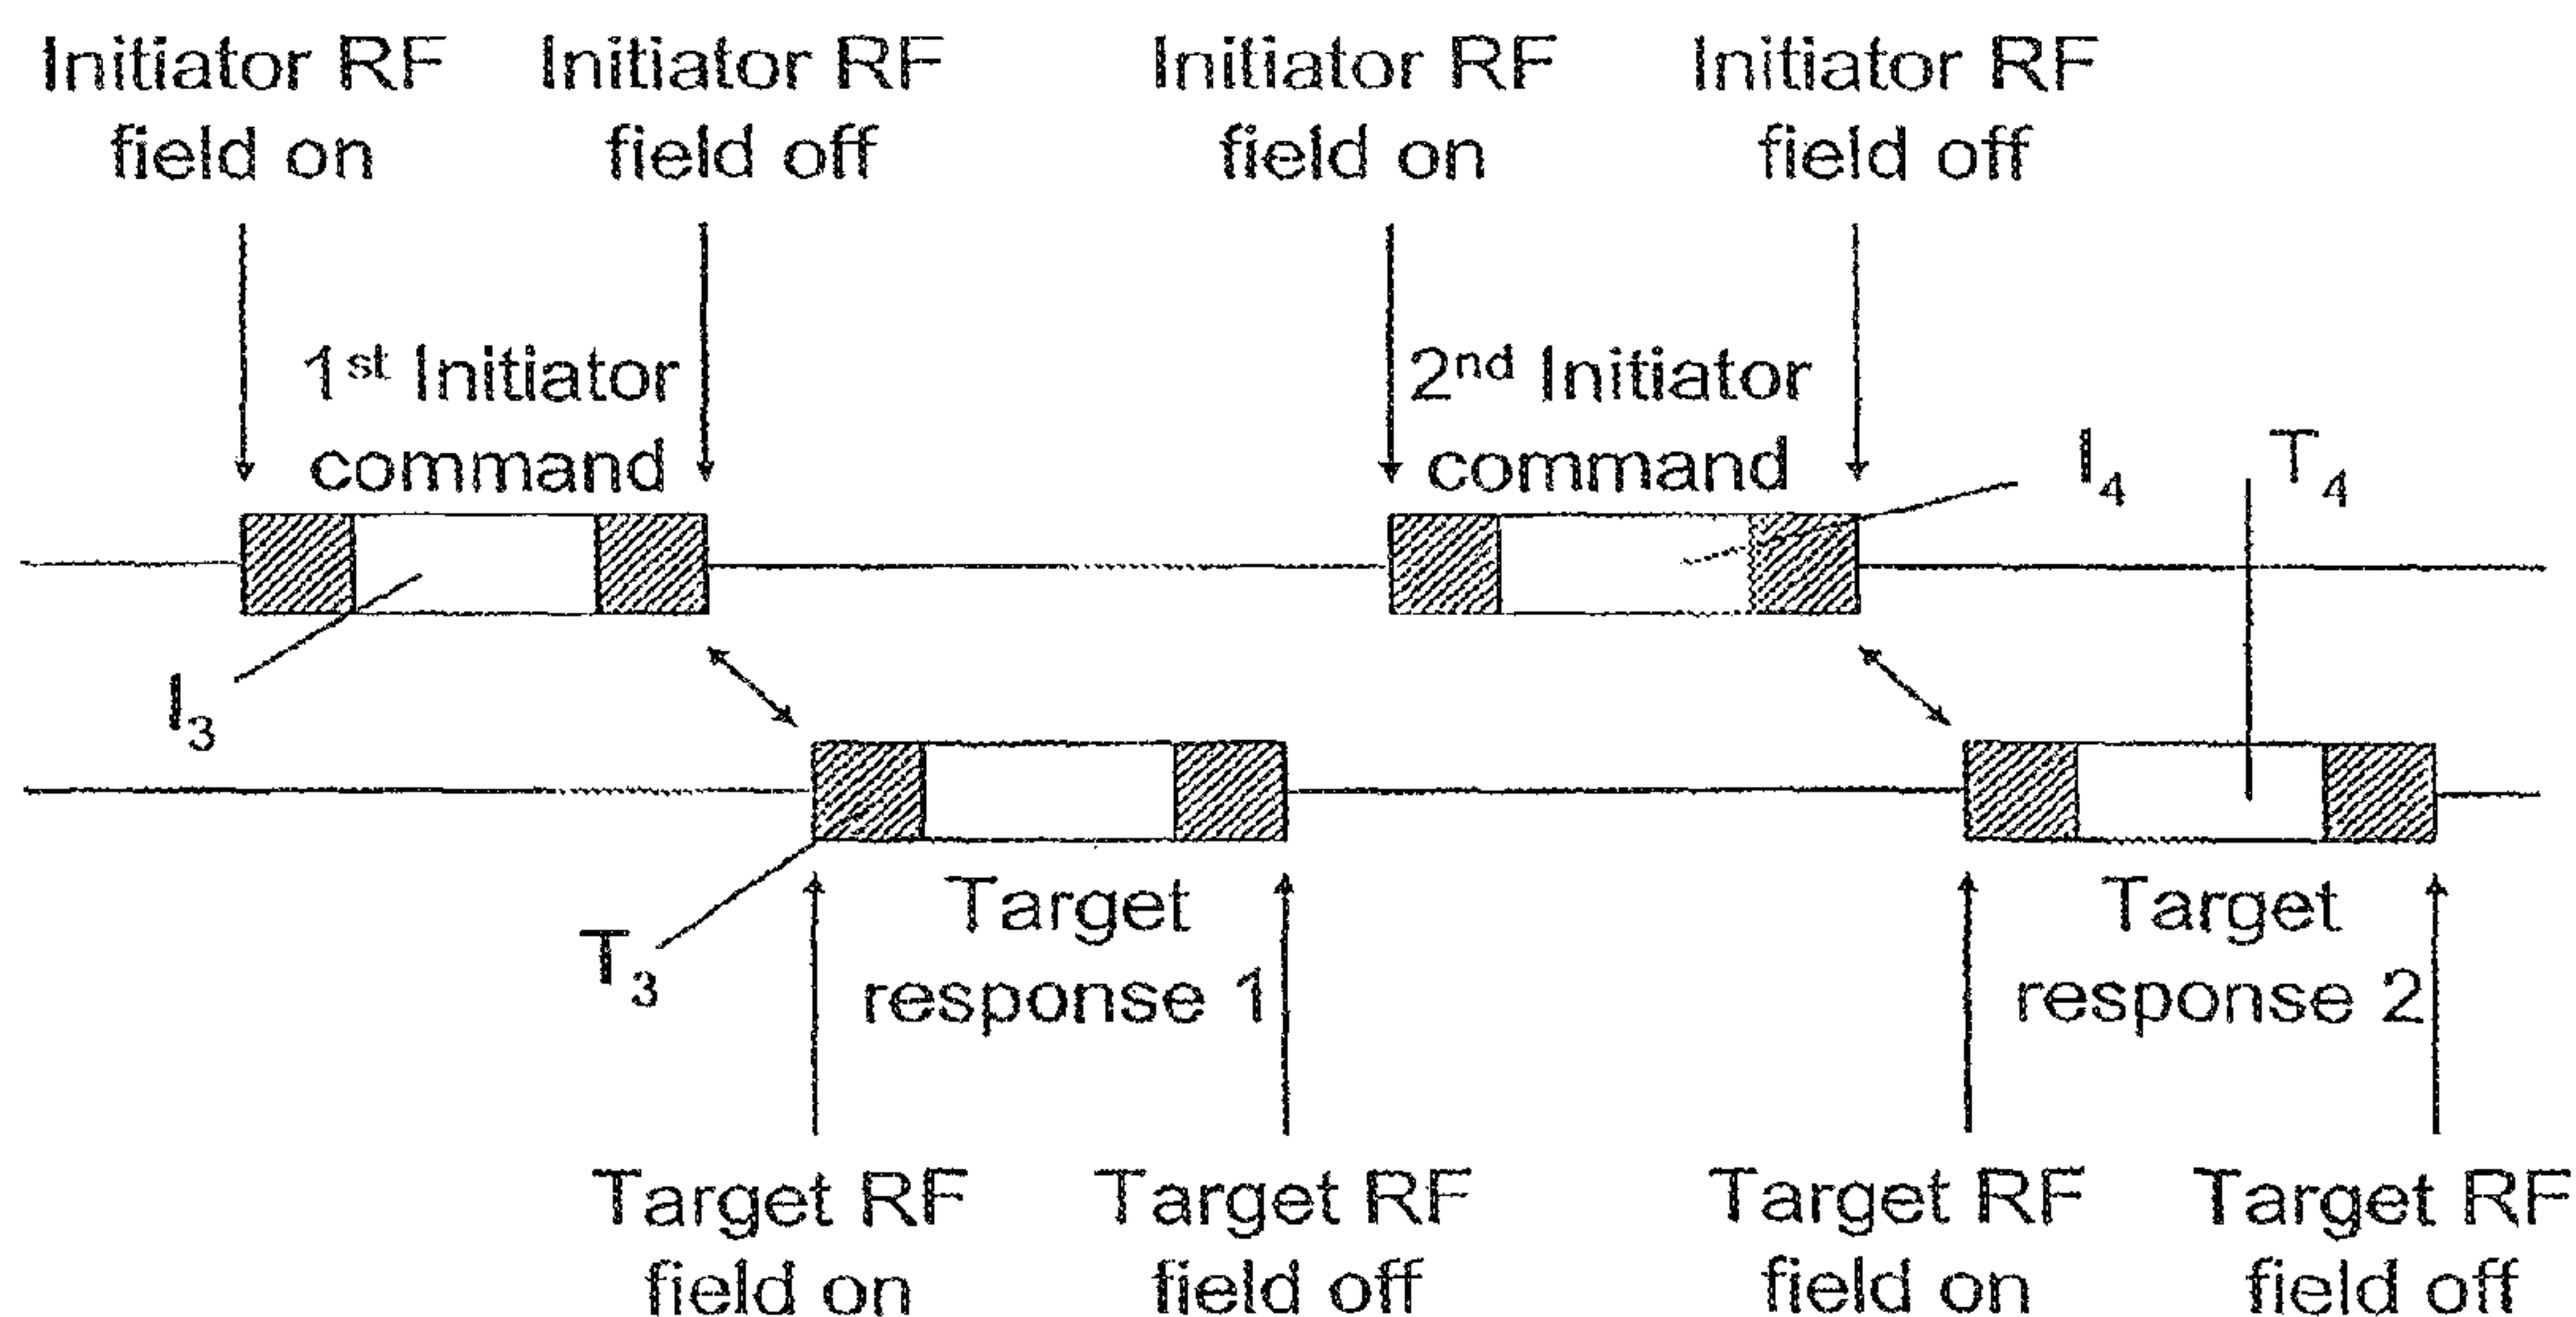 Initiator RF
field on
Initiator RF
field off
Initiator RF
field on
Initiator RF
field off
1st Initiator
command
2nd Initiator
command
I4
T4
I3
T3
Target
response 1
Target
response 2
Target RF
field on
Target RF
field off
Target RF
field on
Target RF
field off